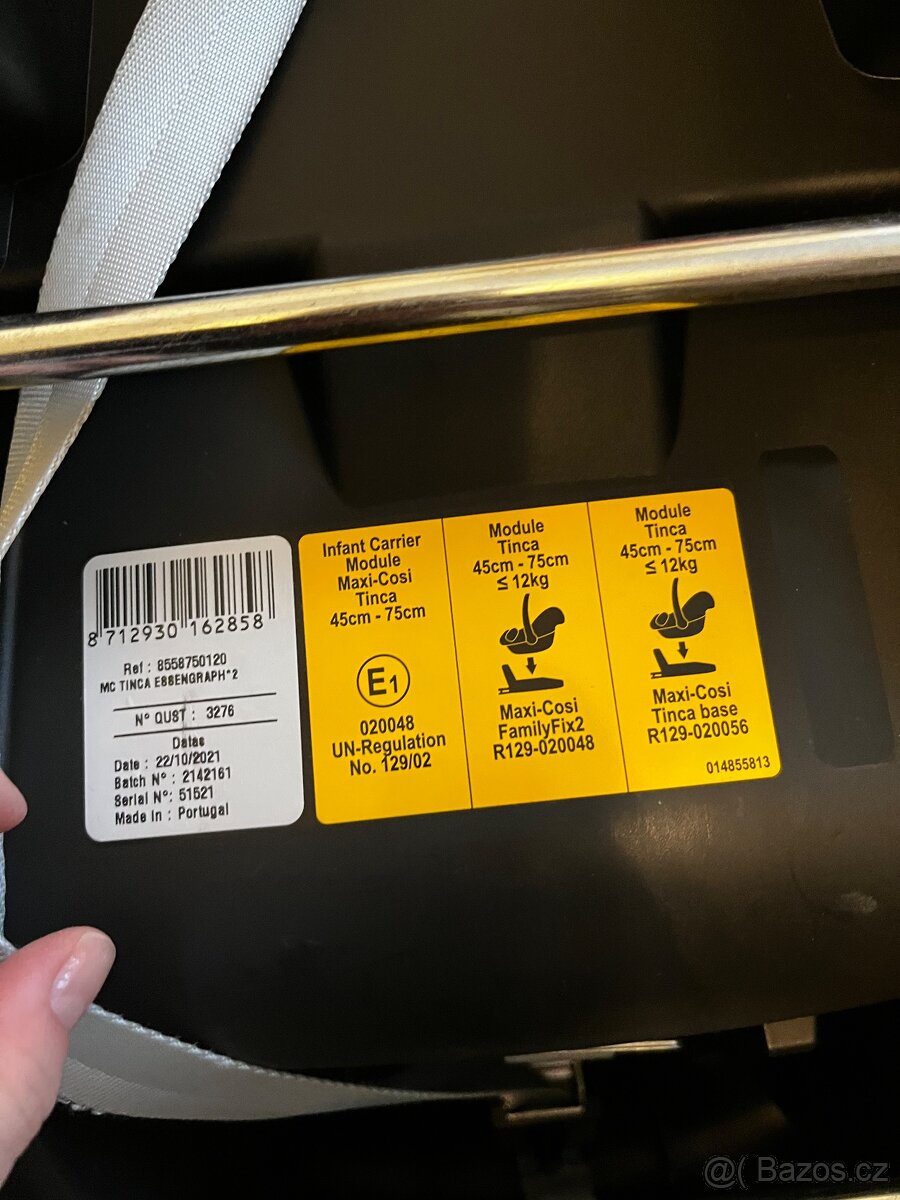 8 712930 162858
Ref : 8558750120
MC TINCA ESSENGRAPH*2
N° QUST : 3276
Datas
Date : 22/10/2021
Batch N° : 2142161
Serial N° : 51521
Made in : Portugal
Infant Carrier
Module
Maxi-Cosi
Tinca
45cm - 75cm
E1
020048
UN-Regulation
No. 129/02
Module
Tinca
45cm - 75cm
≤ 12kg
Maxi-Cosi
FamilyFix2
R129-020048
Module
Tinca
45cm - 75cm
≤ 12kg
Maxi-Cosi
Tinca base
R129-020056
014855813
@( Bazos.cz